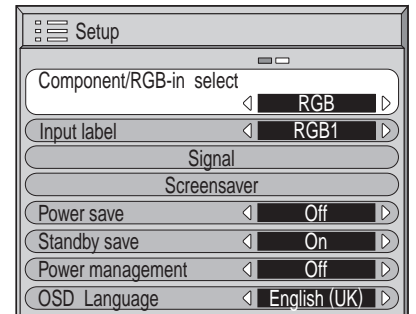 Setup
Component/RGB-in select
RGB
Input label RGB1
Signal
Screensaver
Power save Off
Standby save On
Power management Off
OSD Language English (UK)